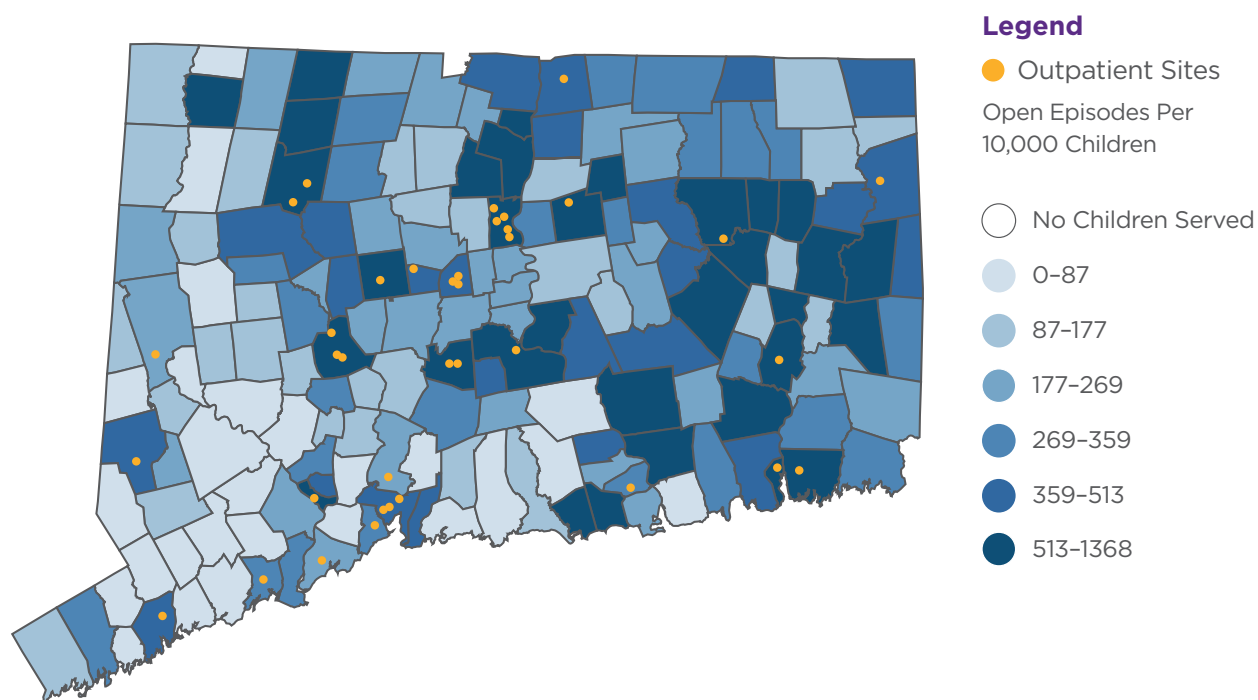 Legend
Outpatient Sites
Open Episodes Per
10,000 Children
No Children Served
0–87
87–177
177–269
269–359
359–513
513–1368